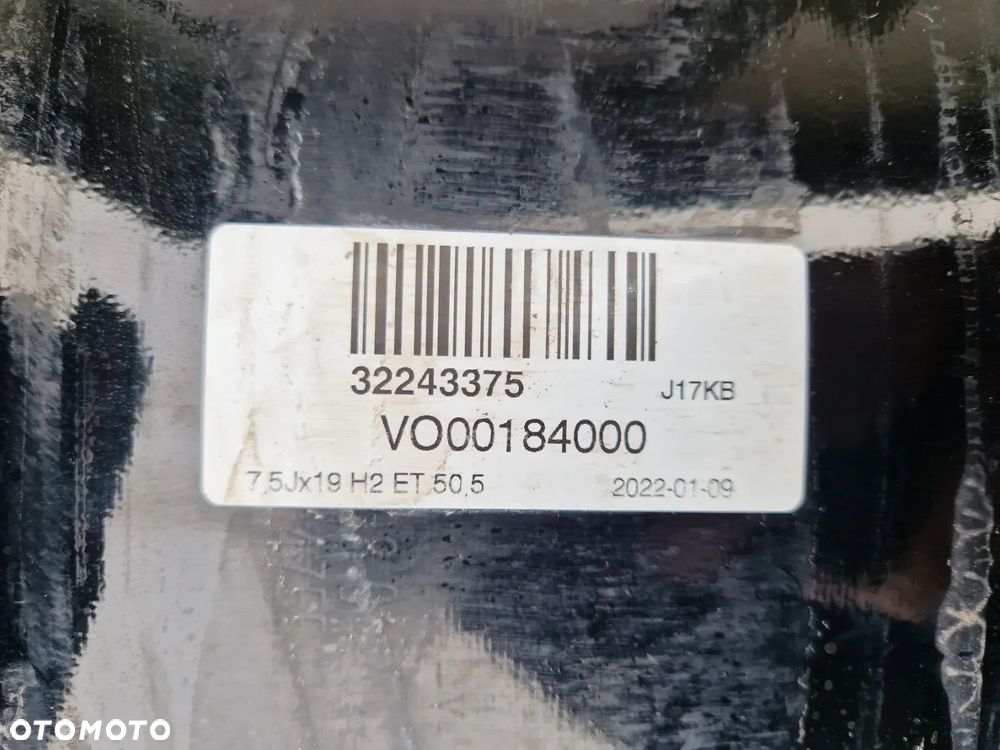 32243375
J17KB
VO00184000
7,5Jx19 H2 ET 50,5
2022-01-09
OTOMOTO